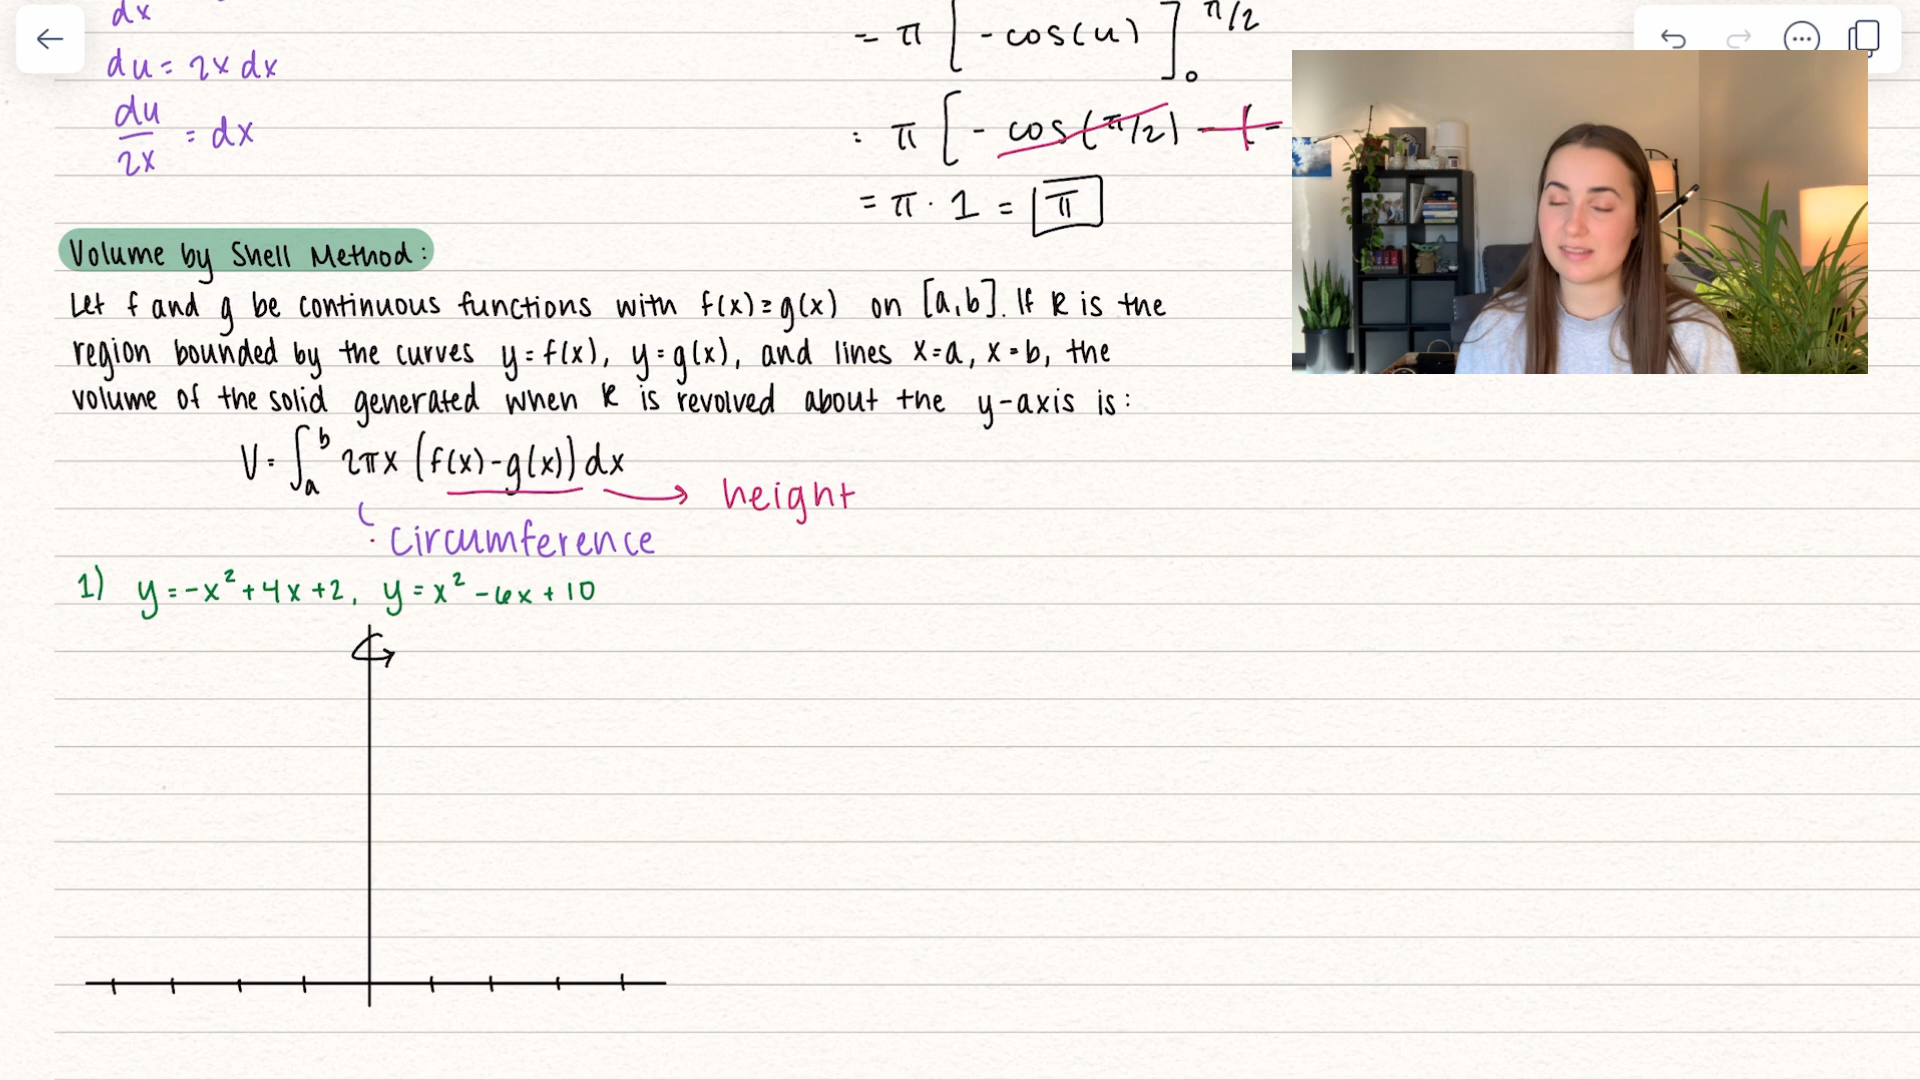 dx
du = 2x dx
du/2x = dx
= π [-cos(u)]₀ π/2
: π [-cos(π/2) - (-
= π · 1 = π
Volume by Shell Method:
Let f and g be continuous functions with f(x)≥g(x) on [a,b]. If R is the
region bounded by the curves y=f(x), y=g(x), and lines x=a, x=b, the
volume of the solid generated when R is revolved about the y-axis is:
V= ∫ₐᵇ 2πx (f(x)-g(x)) dx
height
circumference
1) y=-x²+4x+2, y=x²-6x+10